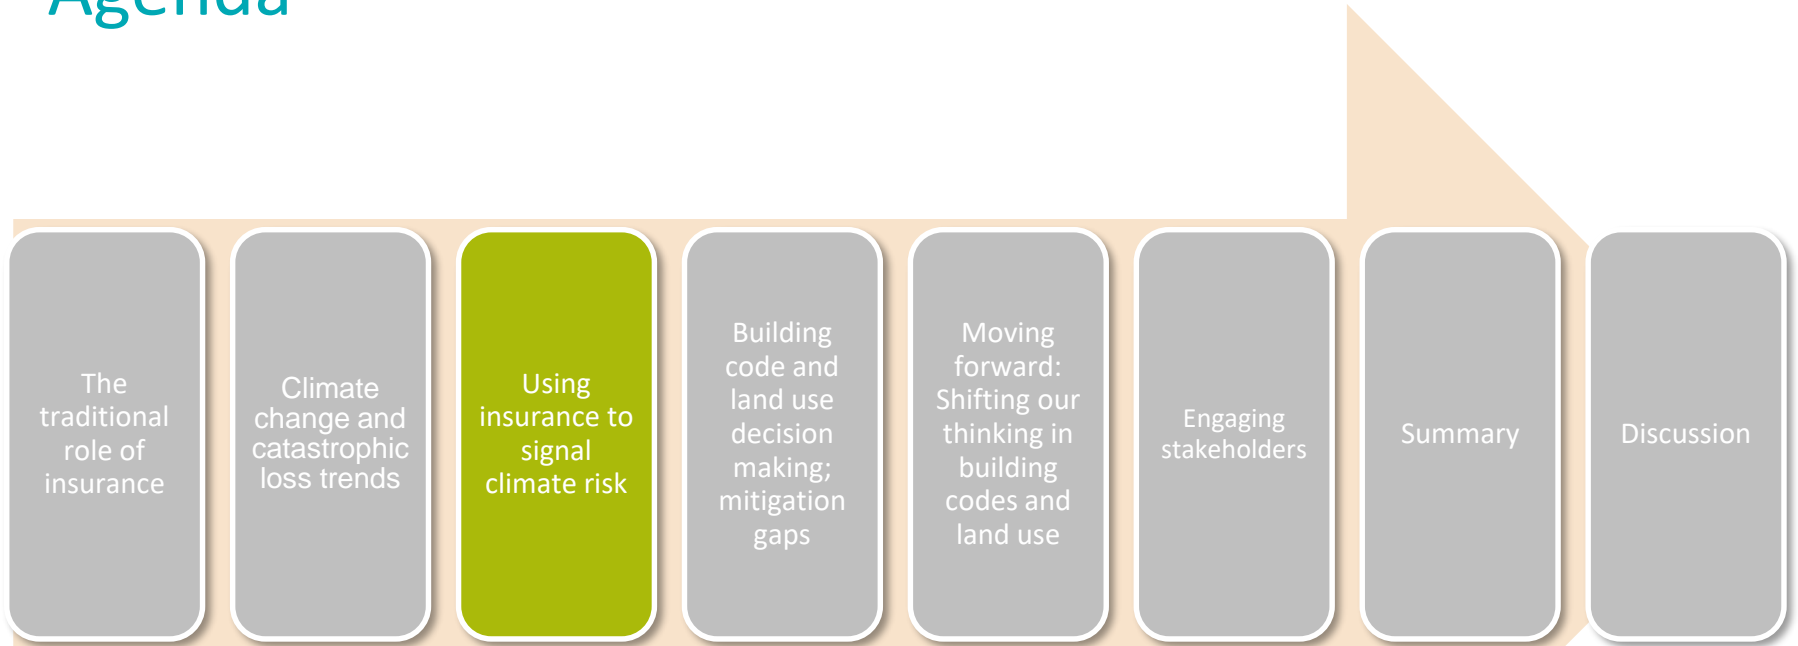 Agenda
The
traditional
role of
insurance
Climate
change and
catastrophic
loss trends
Using
insurance to
signal
climate risk
Building
code and
land use
decision
making;
mitigation
gaps
Moving
forward:
Shifting our
thinking in
building
codes and
land use
Engaging
stakeholders
Summary
Discussion